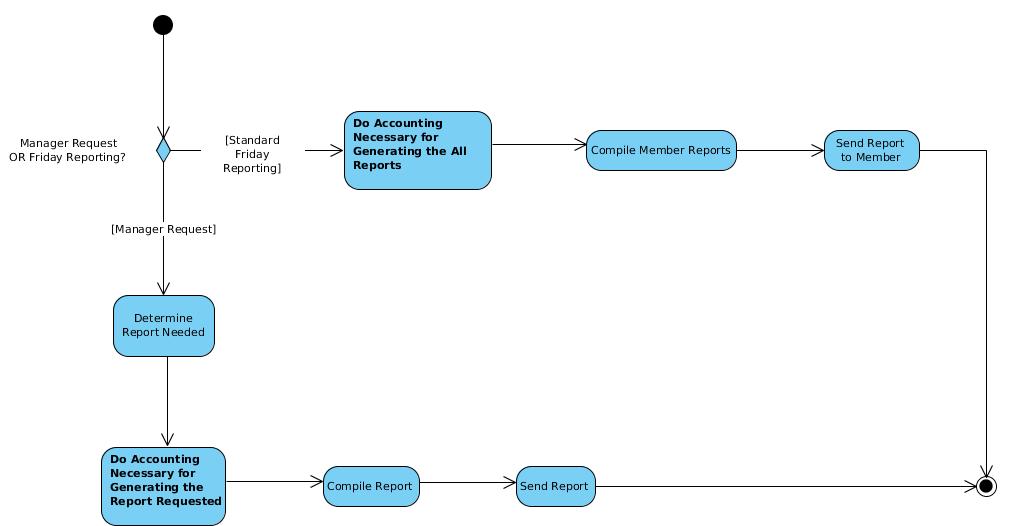 Manager Request
OR Friday Reporting?
[Standard
Friday
Reporting]
Do Accounting
Necessary for
Generating the All
Reports
Compile Member Reports
Send Report
to Member
[Manager Request]
Determine
Report Needed
Do Accounting
Necessary for
Generating the
Report Requested
Compile Report
Send Report